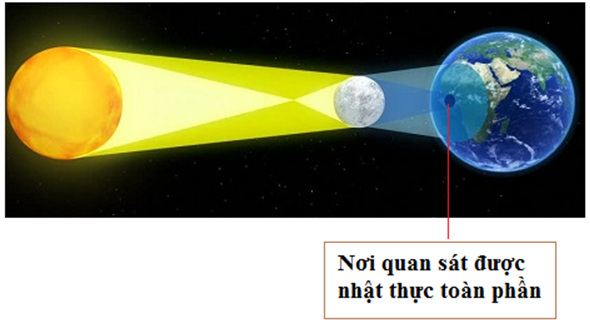 Nơi quan sát được
nhật thực toàn phần